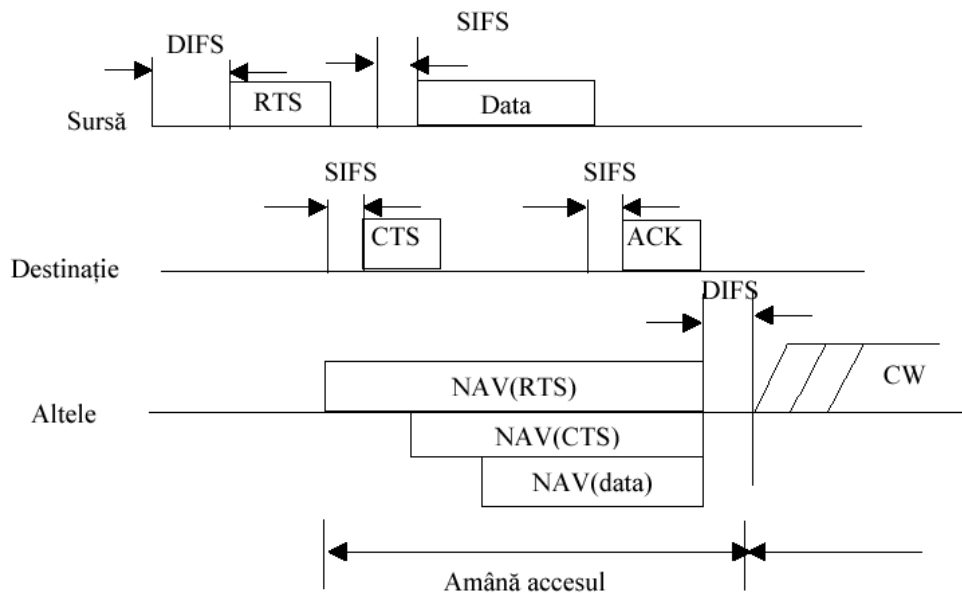 SIFS
DIFS
RTS
Data
Sursă
SIFS
SIFS
CTS
ACK
Destinație
DIFS
NAV(RTS)
CW
Altele
NAV(CTS)
NAV(data)
Amână accesul